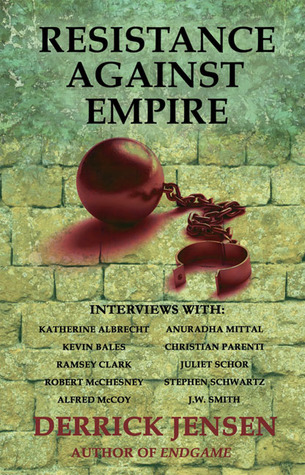 RESISTANCE
AGAINST
EMPIRE
INTERVIEWS WITH:
KATHERINE ALBRECHT
KEVIN BALES
RAMSEY CLARK
ROBERT McCHESNEY
ALFRED McCOY
ANURADHA MITTAL
CHRISTIAN PARENTI
JULIET SCHOR
STEPHEN SCHWARTZ
J.W. SMITH
DERRICK JENSEN
AUTHOR OF ENDGAME